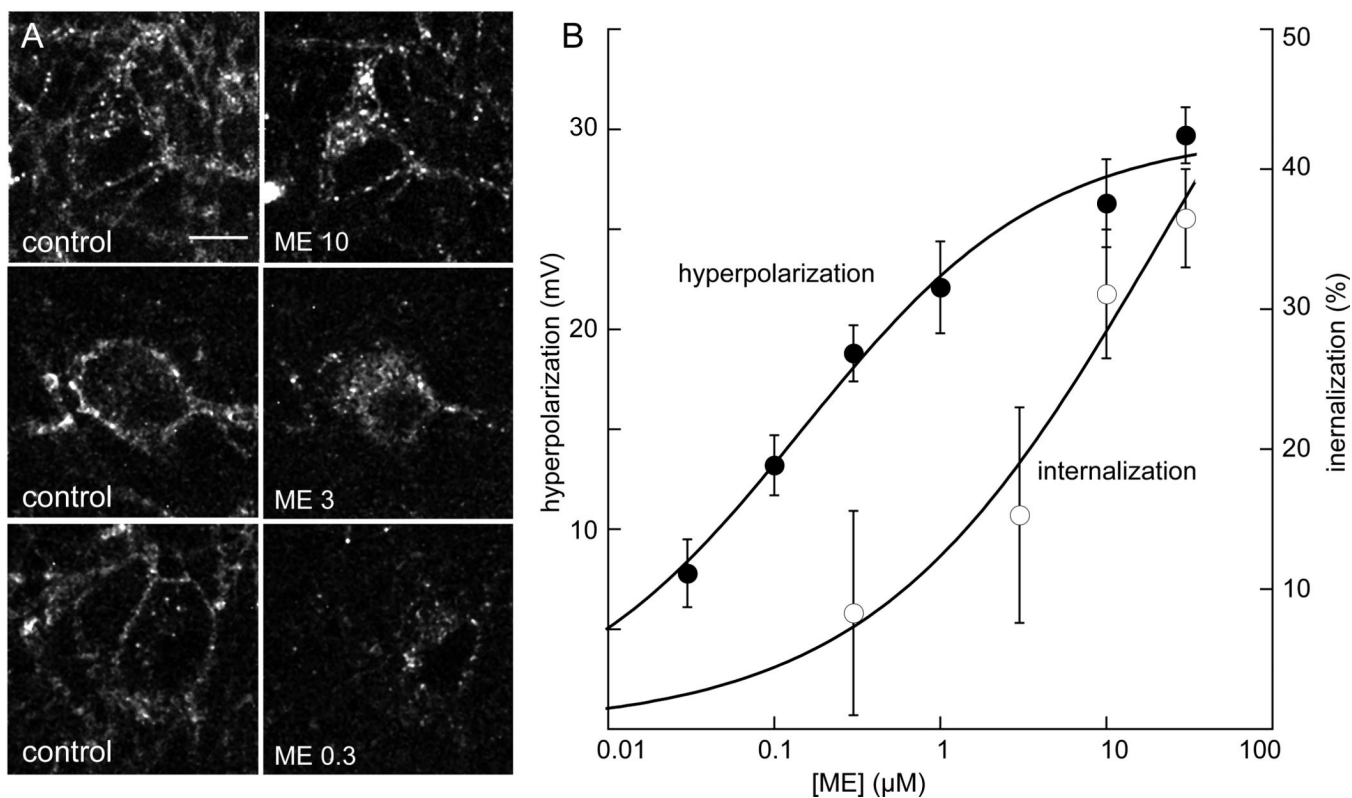 A
control
ME 10
control
ME 3
control
ME 0.3
B
hyperpolarization (mV)
30
20
10
hyperpolarization
internalization
50
40
30
20
10
inernalization (%)
0.01 0.1 1 10 100
[ME] (µM)